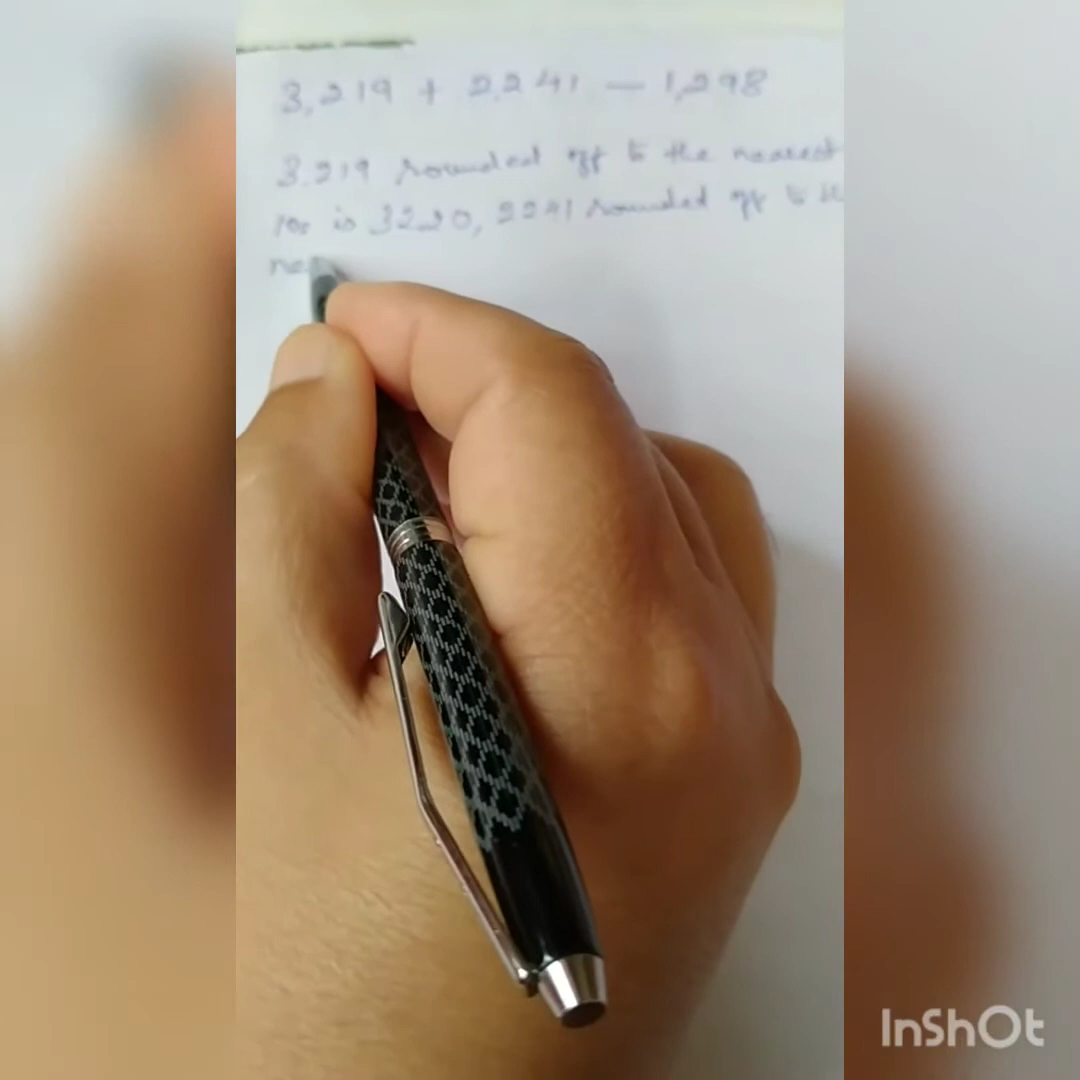 3,219 + 2,241 — 1,298
3,219 rounded off to the nearest
10s is 3220, 2241 rounded off to
InShOt